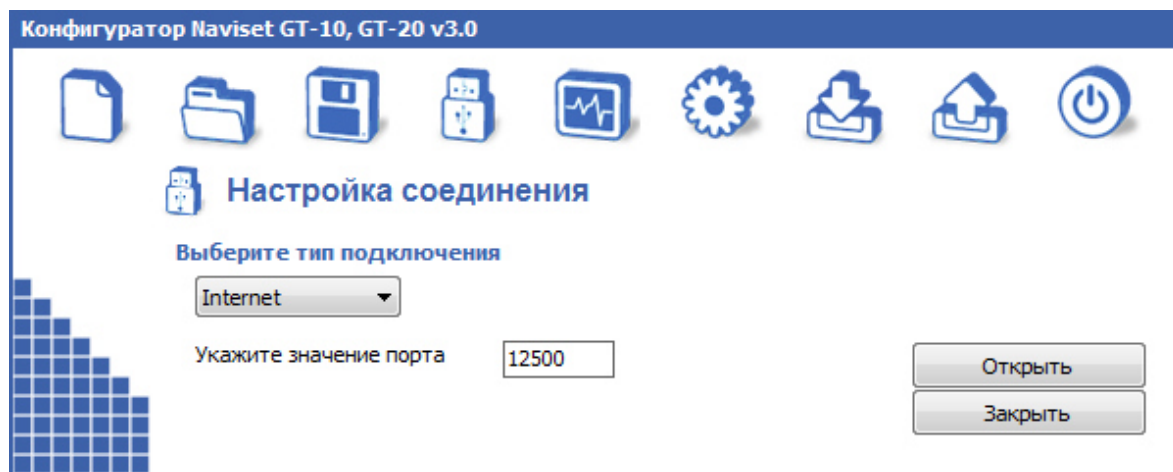 Конфигуратор Naviset GT-10, GT-20 v3.0
Настройка соединения
Выберите тип подключения
Internet
Укажите значение порта 12500
Открыть
Закрыть